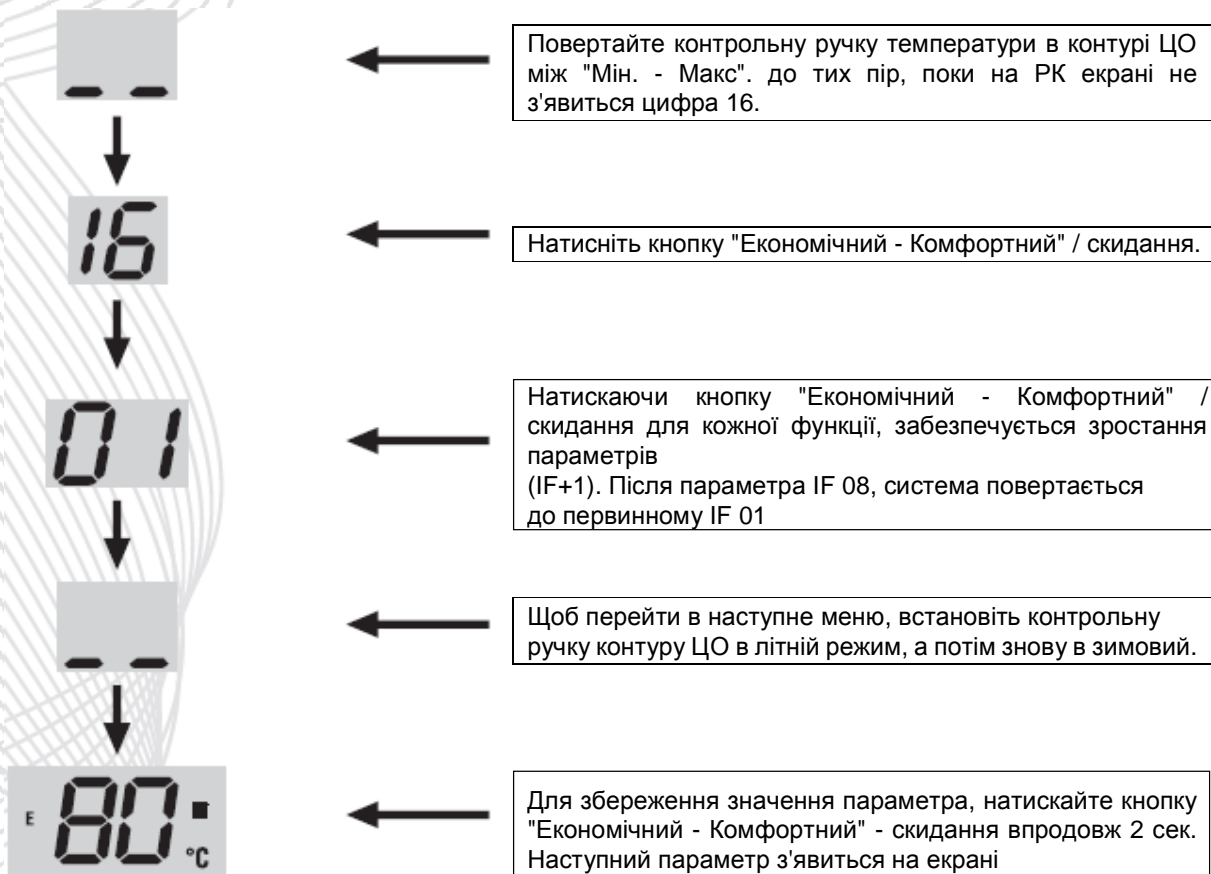 _ _
Повертайте контрольну ручку температури в контурі ЦО
між "Мін. - Макс". до тих пір, поки на РК екрані не
з'явиться цифра 16.
16
Натисніть кнопку "Економічний - Комфортний" / скидання.
01
Натискаючи кнопку "Економічний - Комфортний" /
скидання для кожної функції, забезпечується зростання
параметрів
(IF+1). Після параметра IF 08, система повертається
до первинному IF 01
_ _
Щоб перейти в наступне меню, встановіть контрольну
ручку контуру ЦО в літній режим, а потім знову в зимовий.
E 80 °C
Для збереження значення параметра, натискайте кнопку
"Економічний - Комфортний" - скидання впродовж 2 сек.
Наступний параметр з'явиться на екрані